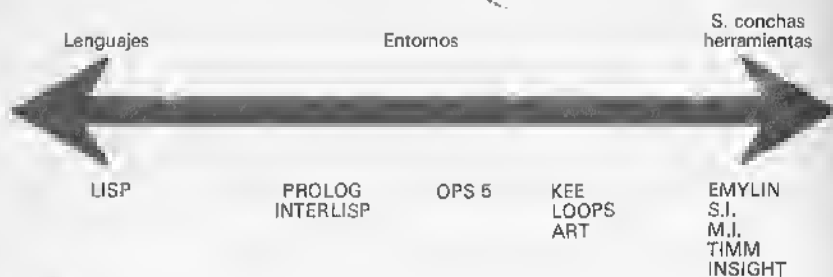 S. conchas
Lenguajes Entornos herramientas
LISP PROLOG OPS 5 KEE EMYLIN
INTERLISP LOOPS S.I.
ART M.I.
TIMM
INSIGHT